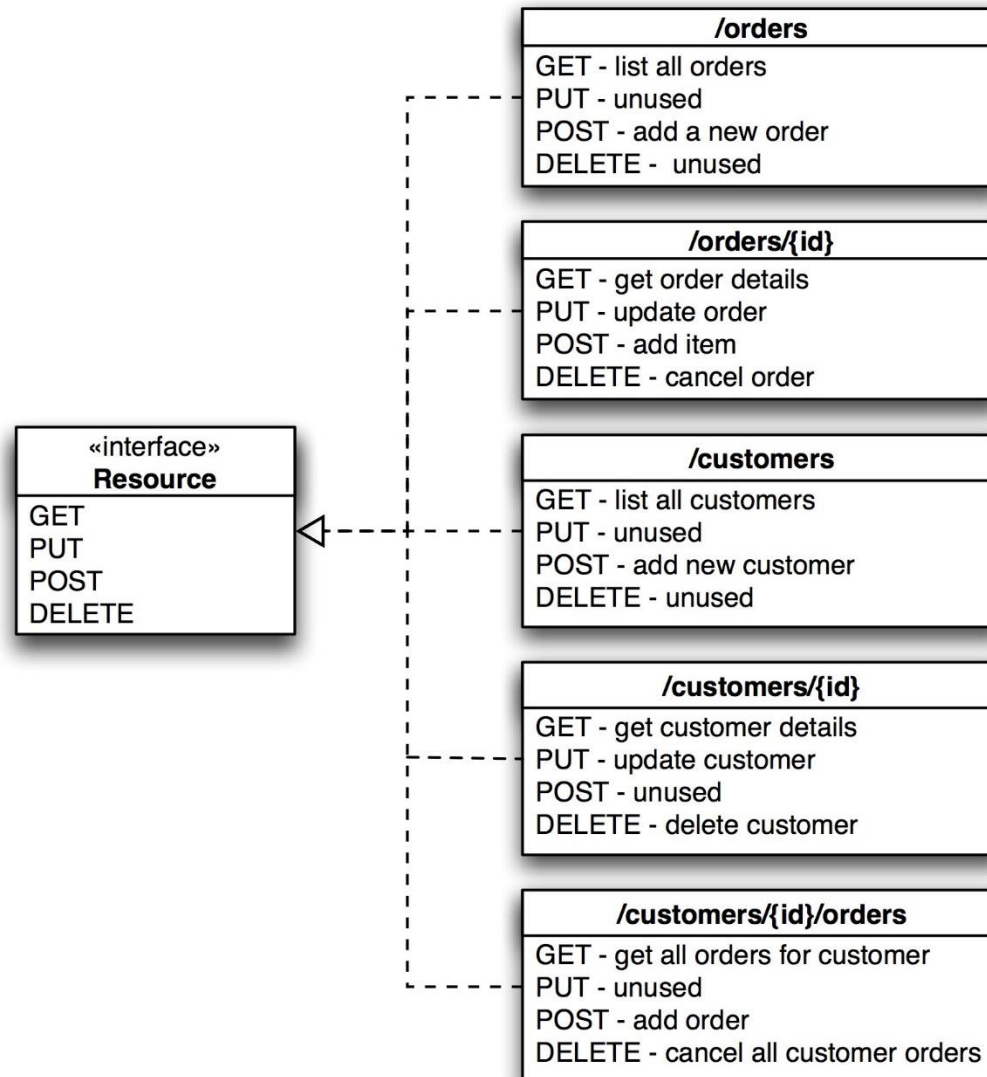 /orders
GET - list all orders
PUT - unused
POST - add a new order
DELETE -  unused
/orders/{id}
GET - get order details
PUT - update order
POST - add item
DELETE - cancel order
«interface»
Resource
GET
PUT
POST
DELETE
/customers
GET - list all customers
PUT - unused
POST - add new customer
DELETE - unused
/customers/{id}
GET - get customer details
PUT - update customer
POST - unused
DELETE - delete customer
/customers/{id}/orders
GET - get all orders for customer
PUT - unused
POST - add order
DELETE - cancel all customer orders